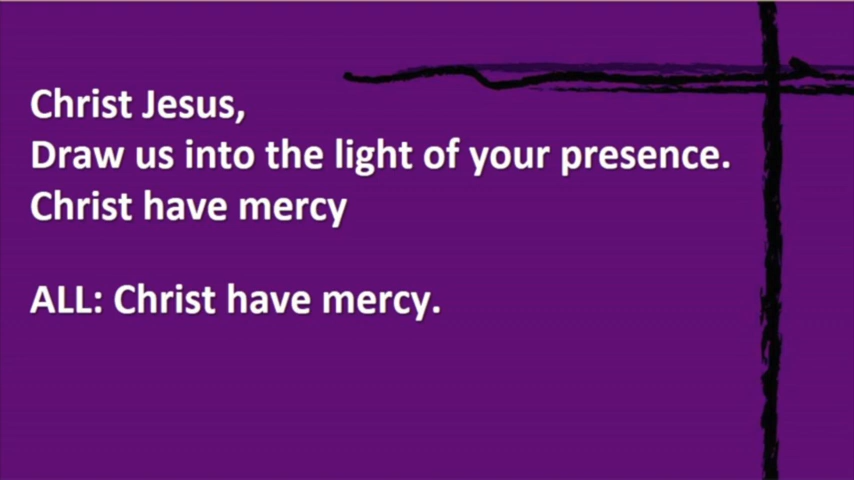 Christ Jesus,
Draw us into the light of your presence.
Christ have mercy
ALL: Christ have mercy.